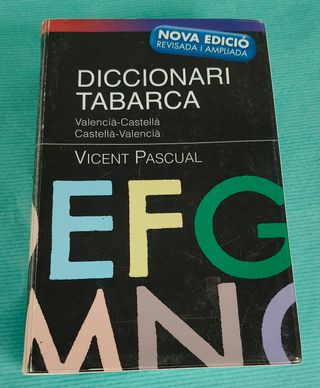 NOVA EDICIÓ
REVISADA I AMPLIADA
DICCIONARI
TABARCA
Valencià-Castellà
Castellà-Valencià
VICENT PASCUAL
EFG
MNO